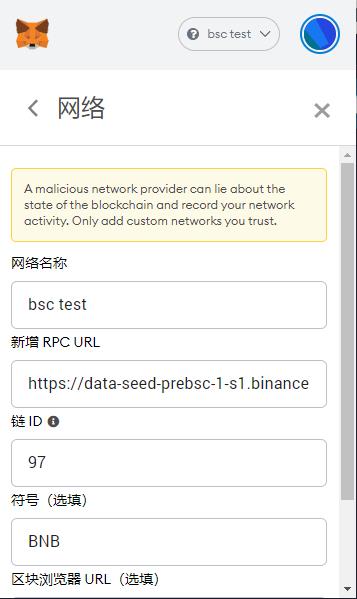 bsc test
网络
A malicious network provider can lie about the
state of the blockchain and record your network
activity. Only add custom networks you trust.
网络名称
bsc test
新增 RPC URL
https://data-seed-prebsc-1-s1.binance
链 ID
97
符号（选填）
BNB
区块浏览器 URL（选填）